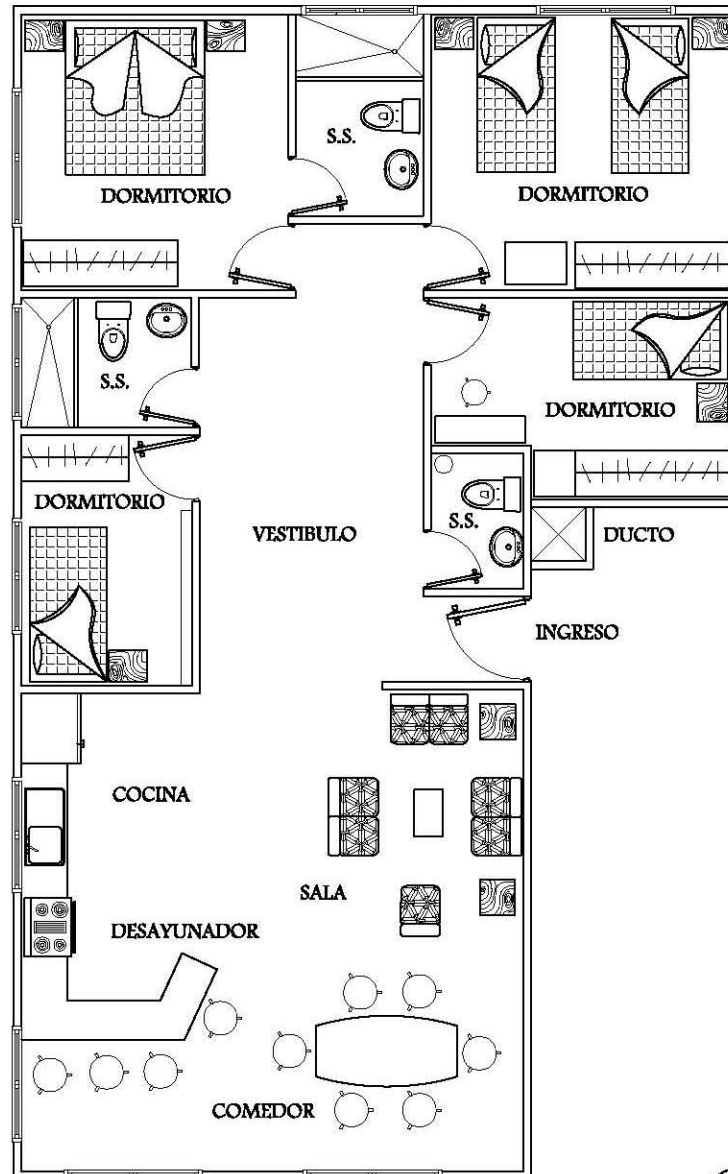 S.S.
DORMITORIO
DORMITORIO
S.S.
DORMITORIO
DORMITORIO
VESTIBULO
S.S.
DUCTO
INGRESO
COCINA
SALA
DESAYUNADOR
COMEDOR